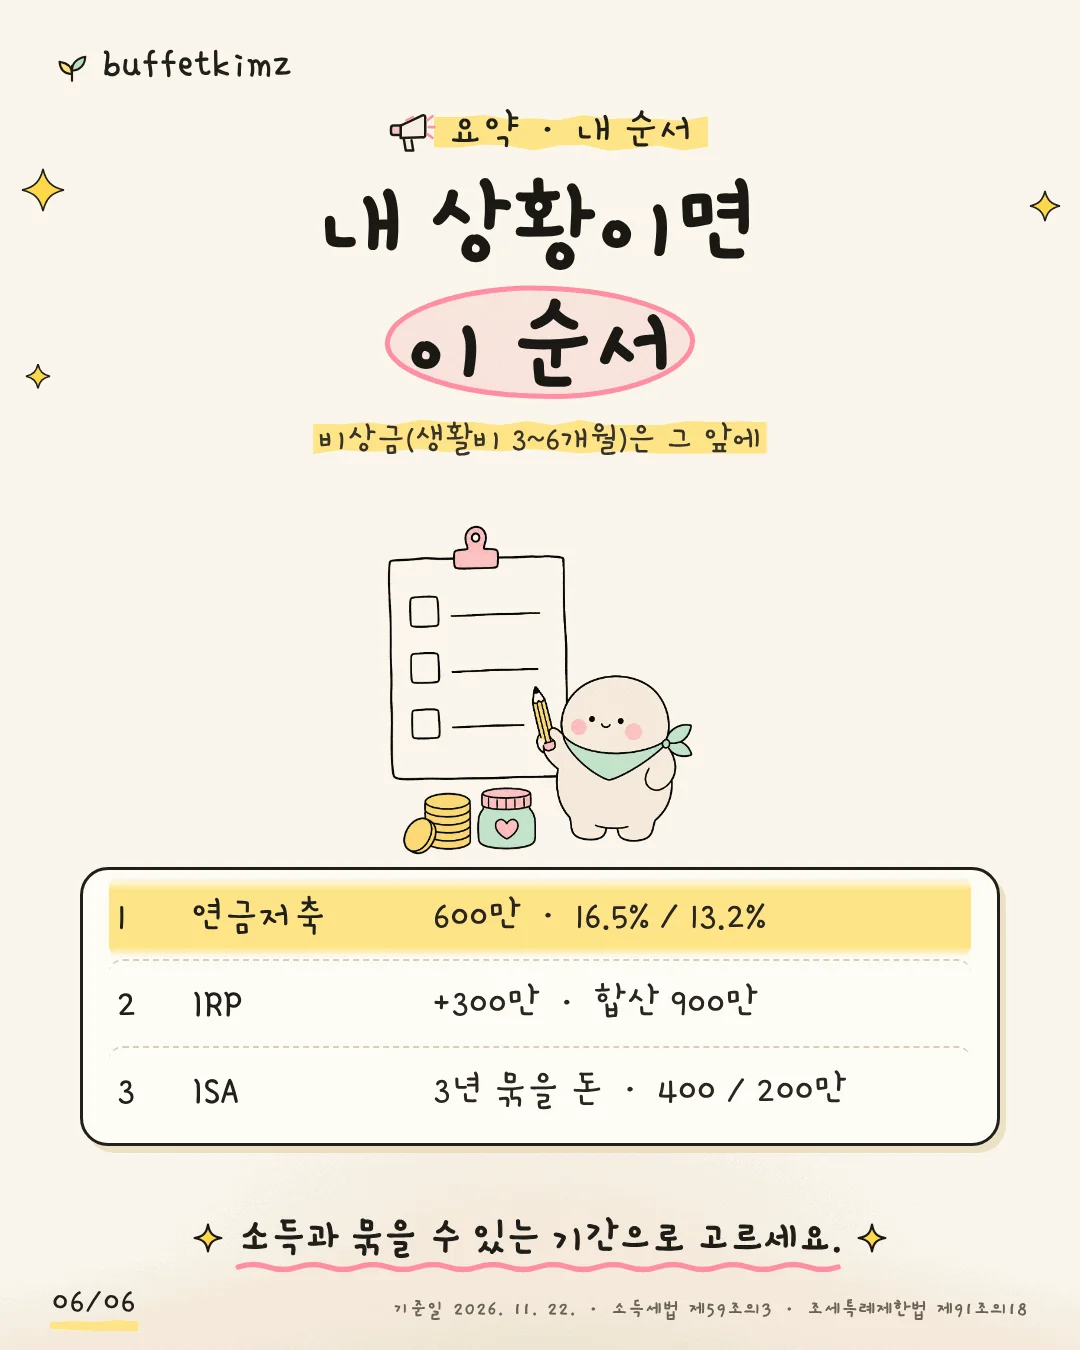 buffetkimz
요약 · 내 순서
내 상황이면
이 순서
비상금(생활비 3~6개월)은 그 앞에
1 연금저축 600만 · 16.5% / 13.2%
2 IRP +300만 · 합산 900만
3 ISA 3년 묶을 돈 · 400 / 200만
소득과 묶을 수 있는 기간으로 고르세요.
06/06
기준일 2026. 11. 22. · 소득세법 제59조의3 · 조세특례제한법 제91조의18